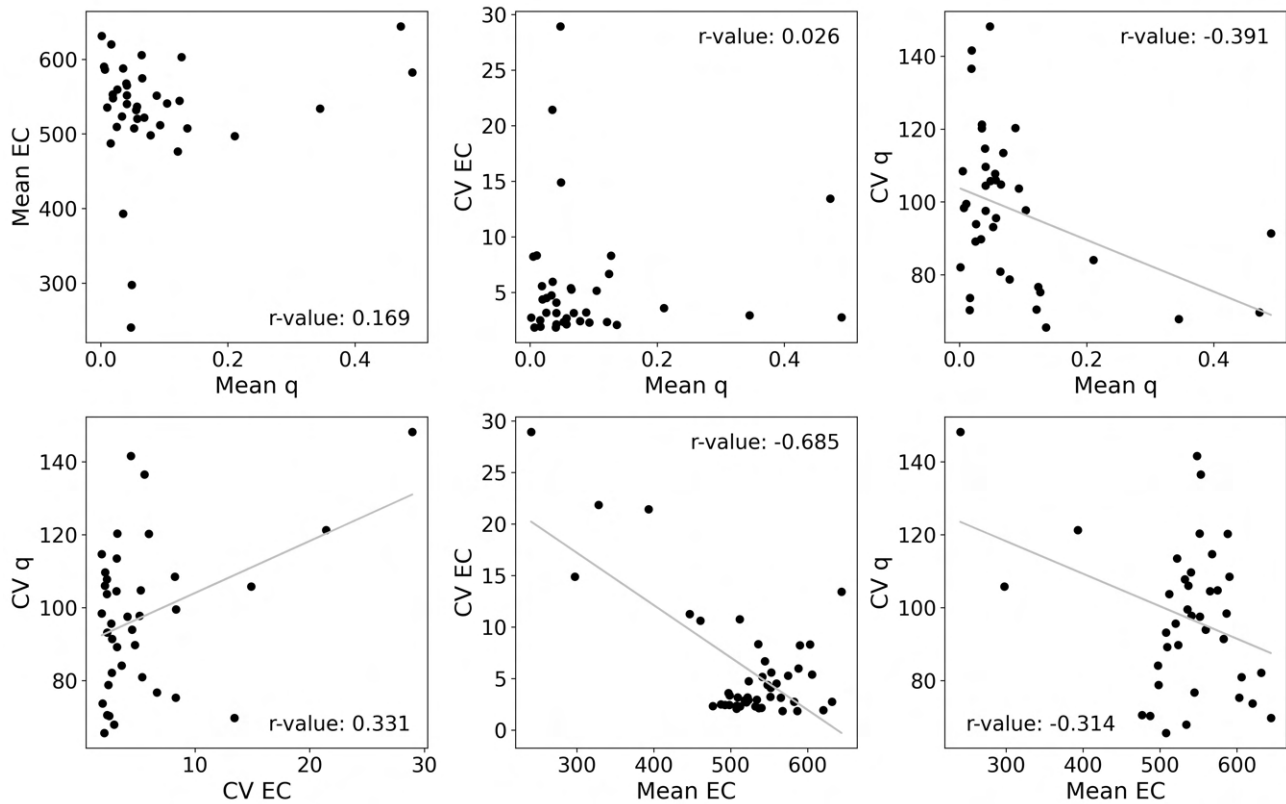 600
500
400
300
Mean EC
r-value: 0.169
0.0
0.2
0.4
Mean q
30
25
20
15
10
5
CV EC
r-value: 0.026
0.0
0.2
0.4
Mean q
140
120
100
80
CV q
r-value: -0.391
0.0
0.2
0.4
Mean q
140
120
100
80
CV q
r-value: 0.331
10
20
30
CV EC
30
25
20
15
10
5
0
CV EC
r-value: -0.685
300
400
500
600
Mean EC
140
120
100
80
CV q
r-value: -0.314
300
400
500
600
Mean EC